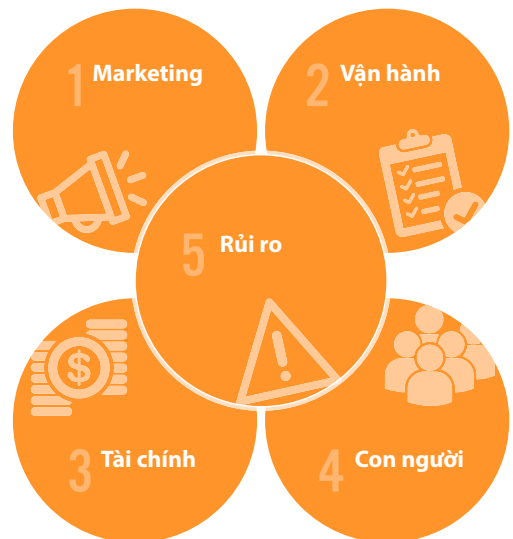 1 Marketing
2 Vận hành
5 Rủi ro
$
3 Tài chính
4 Con người